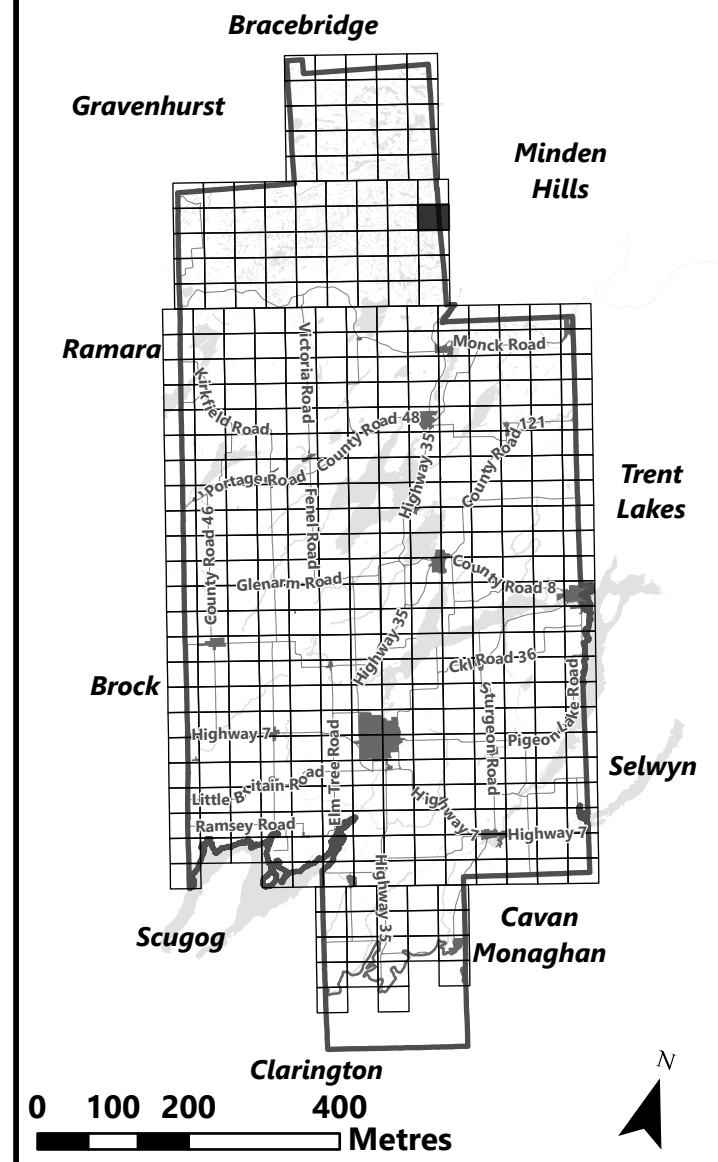 Bracebridge
Gravenhurst
Minden
Hills
Ramara
Monck Road
Victoria Road
Kirkfield Road
County Road 48
County Road 121
Highway 35
Portage Road
Trent
Lakes
Fenel Road
County Road 46
Glenarm Road
County Road 8
Highway 35
Ckl Road 36
Brock
Sturgeon Road
Pigeon Lake Road
Highway 7
Elm Tree Road
Selwyn
Little Britain Road
Highway 7
Ramsey Road
Highway 7
Highway 35
Scugog
Cavan
Monaghan
Clarington
N
0 100 200 400
Metres